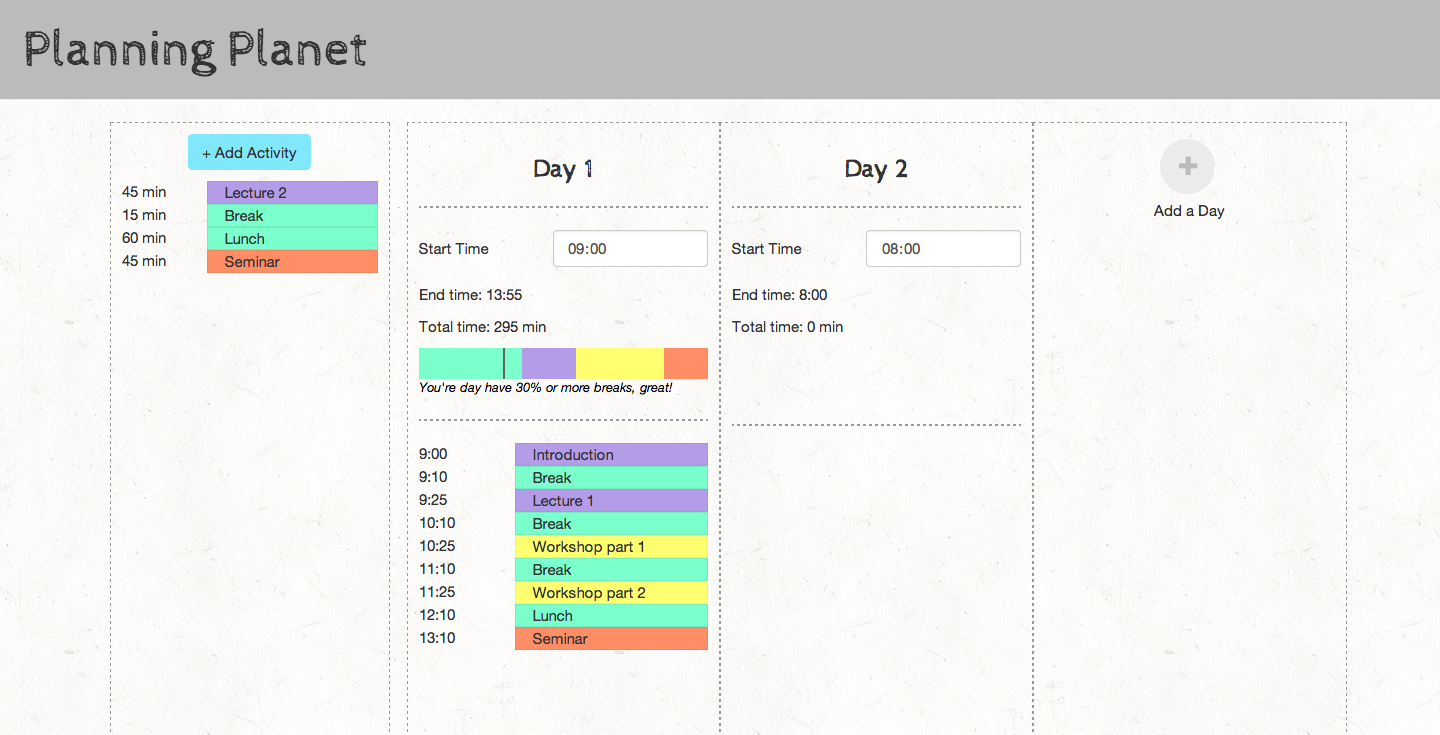 Planning Planet
+ Add Activity
45 min Lecture 2
15 min Break
60 min Lunch
45 min Seminar
Day 1
Start Time 09:00
End time: 13:55
Total time: 295 min
You're day have 30% or more breaks, great!
9:00 Introduction
9:10 Break
9:25 Lecture 1
10:10 Break
10:25 Workshop part 1
11:10 Break
11:25 Workshop part 2
12:10 Lunch
13:10 Seminar
Day 2
Start Time 08:00
End time: 8:00
Total time: 0 min
Add a Day